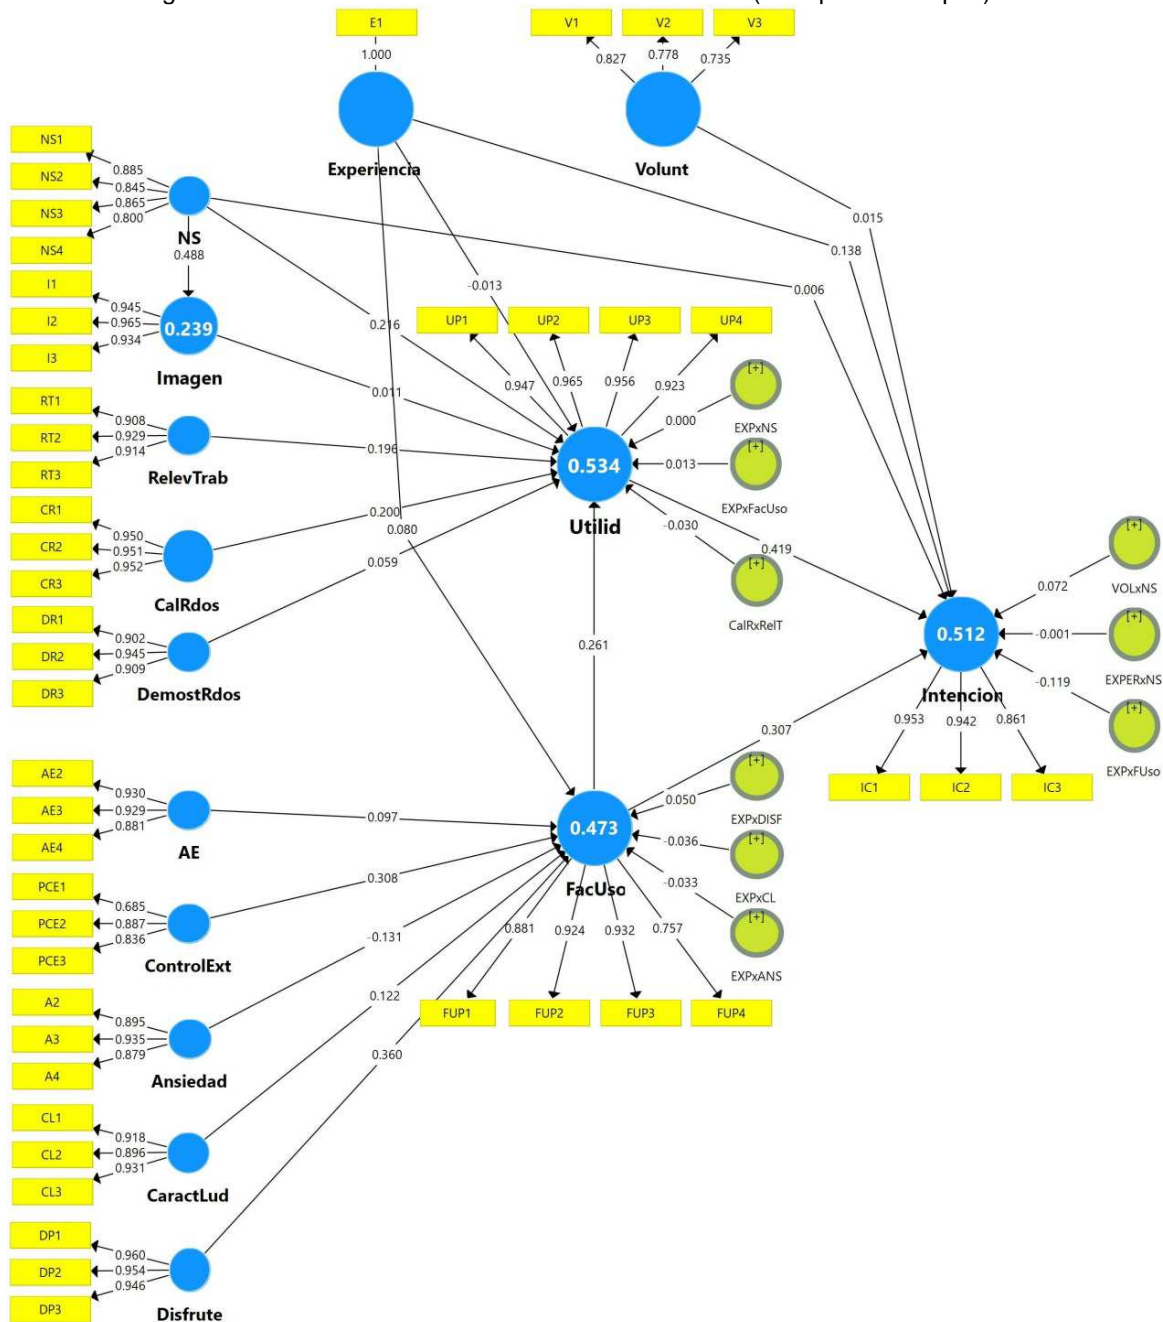 E1
V1
V2
V3
1.000
0.827
0.778
0.735
Experiencia
Volunt
NS1
NS2
NS3
NS4
0.885
0.845
0.865
0.800
NS
0.488
0.015
0.138
0.006
-0.013
0.216
I1
I2
I3
0.945
0.965
0.934
0.239
Imagen
0.011
UP1
UP2
UP3
UP4
0.947
0.965
0.956
0.923
[+]
EXPxNS
0.000
RT1
RT2
RT3
0.908
0.929
0.914
RelevTrab
0.196
0.534
Utilid
0.013
[+]
EXPxFacUso
-0.030
[+]
CalRxRelT
CR1
CR2
CR3
0.950
0.951
0.952
CalRdos
0.200
0.080
0.059
0.419
DR1
DR2
DR3
0.902
0.945
0.909
DemostRdos
0.261
0.512
Intencion
0.072
[+]
VOLxNS
-0.001
[+]
EXPERxNS
-0.119
[+]
EXPxFUso
0.953
0.942
0.861
IC1
IC2
IC3
0.307
AE2
AE3
AE4
0.930
0.929
0.881
AE
0.097
0.473
FacUso
[+]
EXPxDISF
0.050
[+]
EXPxCL
-0.036
[+]
EXPxANS
-0.033
PCE1
PCE2
PCE3
0.685
0.887
0.836
ControlExt
0.308
-0.131
0.881
0.924
0.932
0.757
FUP1
FUP2
FUP3
FUP4
A2
A3
A4
0.895
0.935
0.879
Ansiedad
0.122
0.360
CL1
CL2
CL3
0.918
0.896
0.931
CaractLud
DP1
DP2
DP3
0.960
0.954
0.946
Disfrute